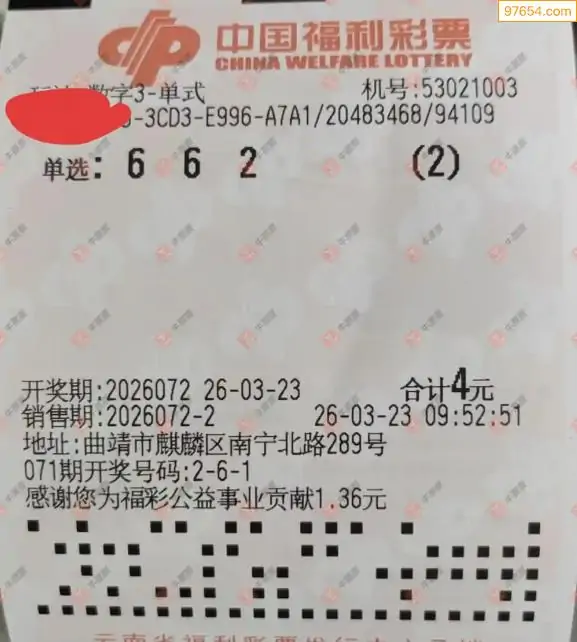 97654.com
中国福利彩票
CHINA WELFARE LOTTERY
玩法:数字3-单式 机号:53021003
-3CD3-E996-A7A1/20483468/94109
单选: 6 6 2 (2)
开奖期:2026072 26-03-23 合计4元
销售期:2026072-2 26-03-23 09:52:51
地址:曲靖市麒麟区南宁北路289号
071期开奖号码:2-6-1
感谢您为福彩公益事业贡献1.36元